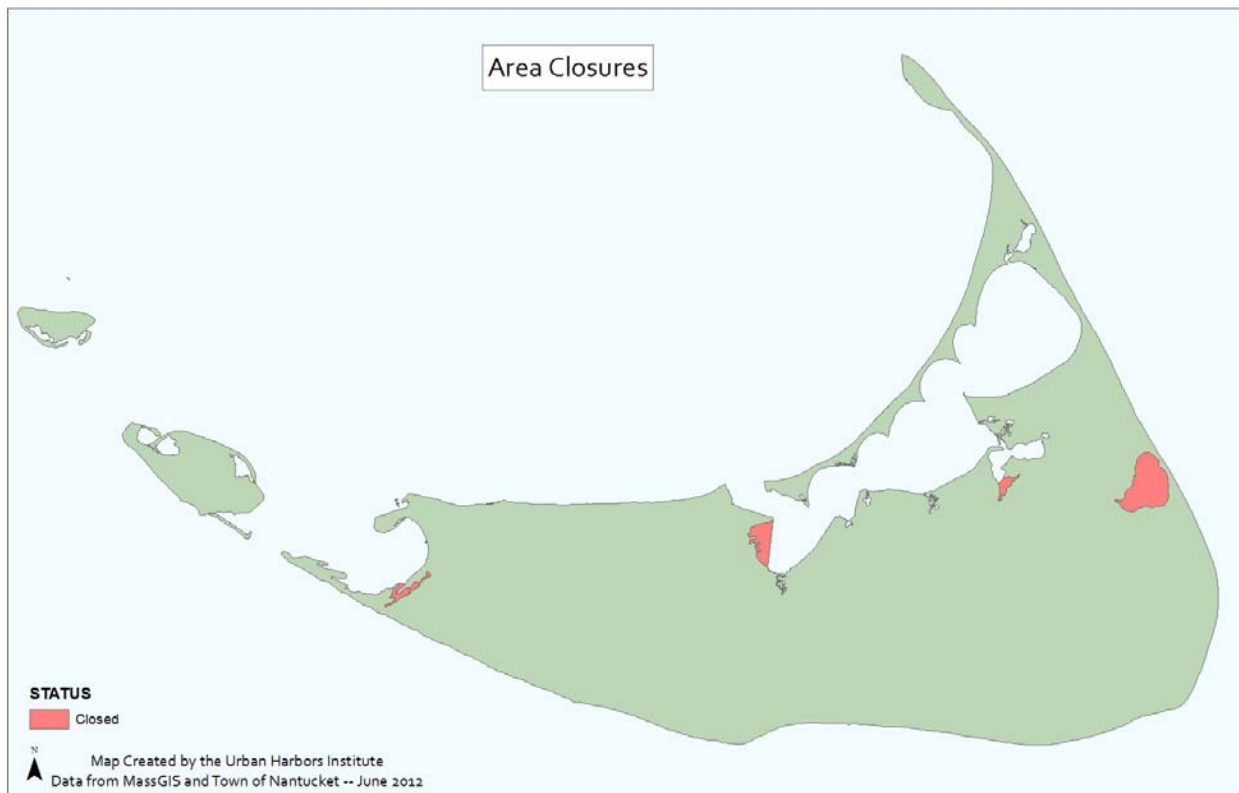 Area Closures
STATUS
Closed
N
Map Created by the Urban Harbors Institute
Data from MassGIS and Town of Nantucket -- June 2012